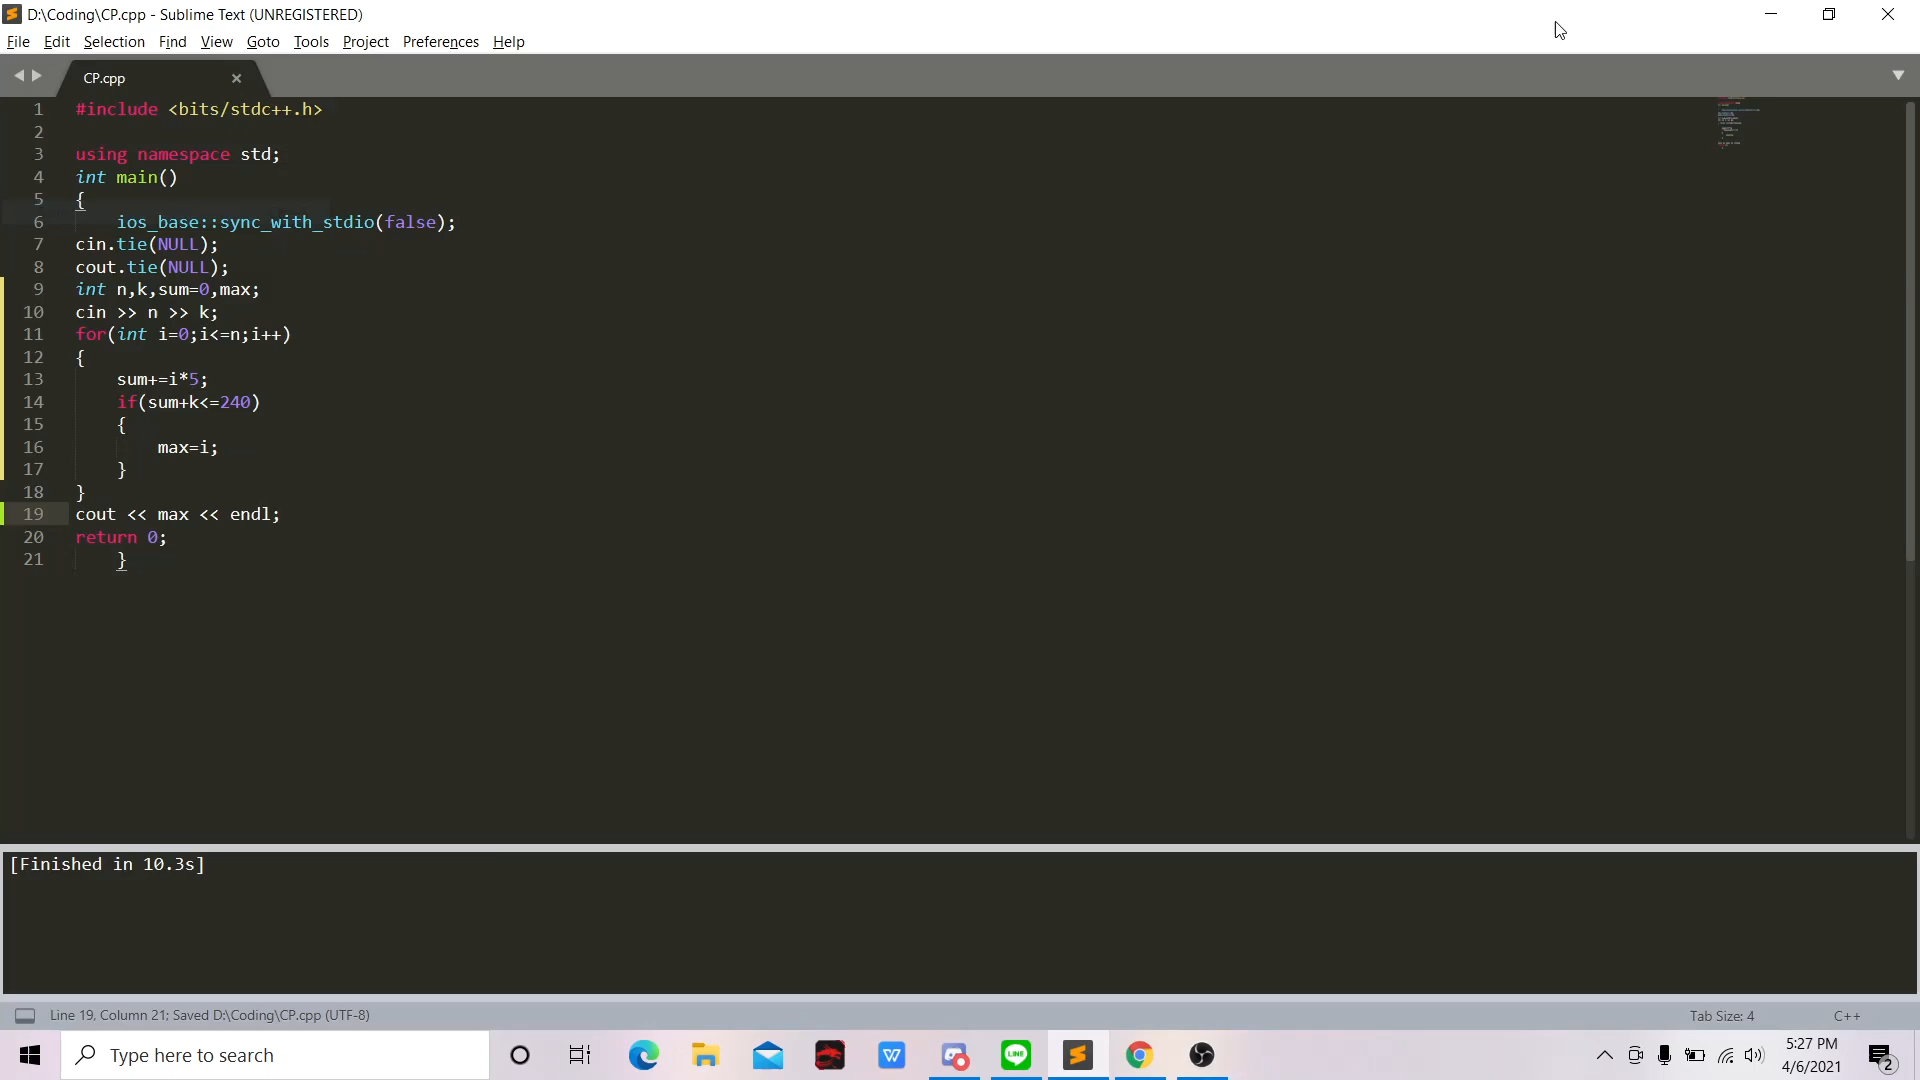 D:\Coding\CP.cpp - Sublime Text (UNREGISTERED)
File Edit Selection Find View Goto Tools Project Preferences Help
CP.cpp
1 #include <bits/stdc++.h>
2
3 using namespace std;
4 int main()
5 {
6 ios_base::sync_with_stdio(false);
7 cin.tie(NULL);
8 cout.tie(NULL);
9 int n,k,sum=0,max;
10 cin >> n >> k;
11 for(int i=0;i<=n;i++)
12 {
13 sum+=i*5;
14 if(sum+k<=240)
15 {
16 max=i;
17 }
18 }
19 cout << max << endl;
20 return 0;
21 }
[Finished in 10.3s]
Line 19, Column 21; Saved D:\Coding\CP.cpp (UTF-8) Tab Size: 4 C++
Type here to search
W
LINE
5:27 PM
4/6/2021
2